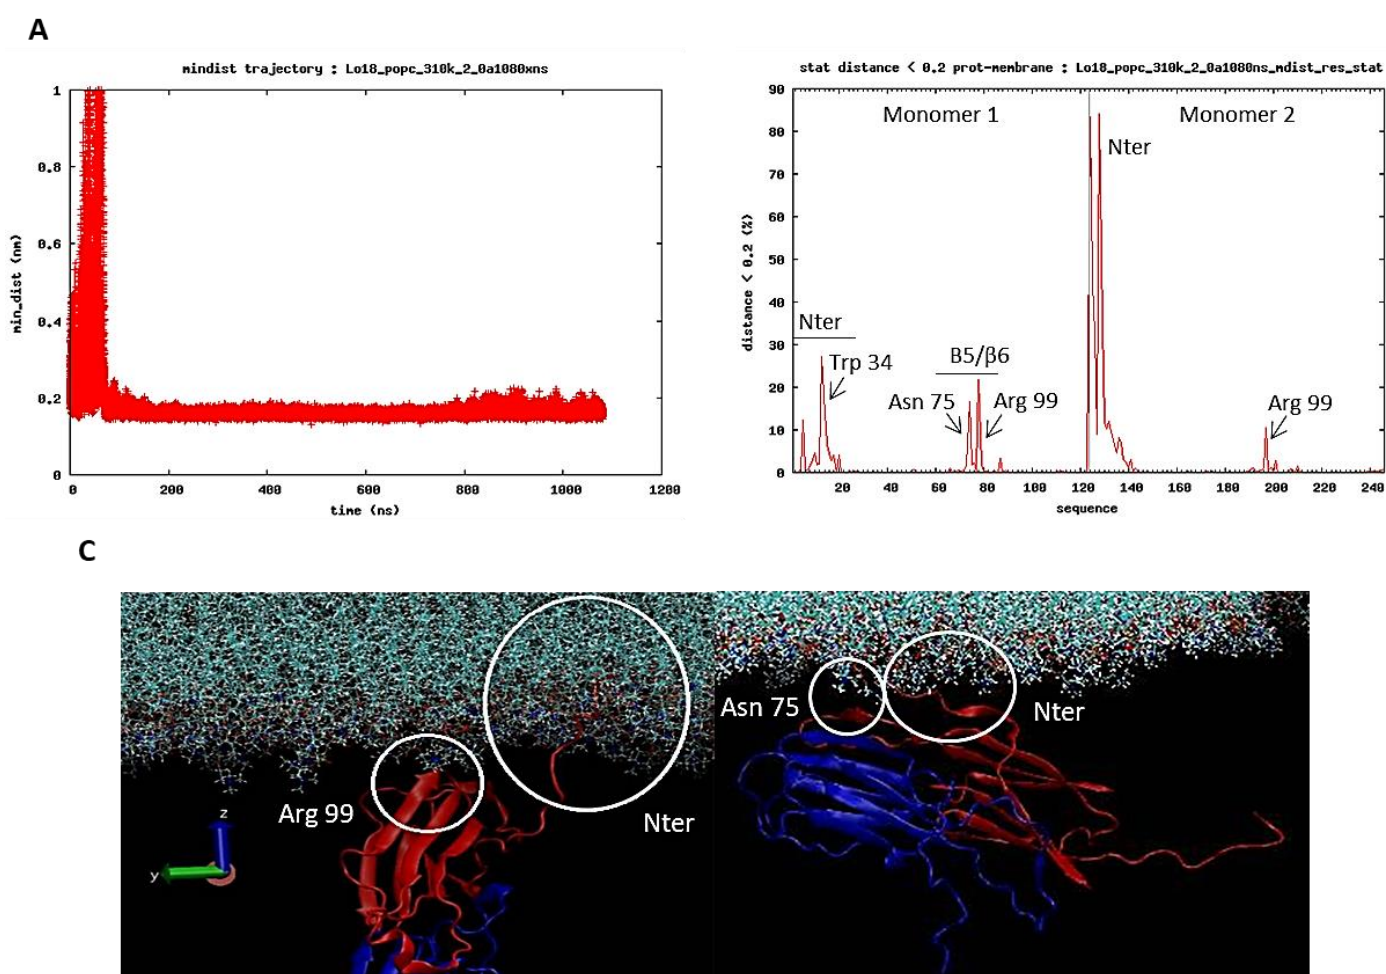 A
mindist trajectory : Lo18_popc_310k_2_0a1080xns
1
0.8
0.6
0.4
0.2
0
min_dist (nm)
0 200 400 600 800 1000 1200
time (ns)
stat distance < 0.2 prot-membrane : Lo18_popc_310k_2_0a1080ns_mdist_res_stat
90
80
70
60
50
40
30
20
10
0
distance < 0.2 (%)
Monomer 1
Monomer 2
Nter
Nter
Trp 34
B5/β6
Asn 75
Arg 99
Arg 99
20 40 60 80 100 120 140 160 180 200 220 240
sequence
C
Arg 99
Nter
z
y
Asn 75
Nter